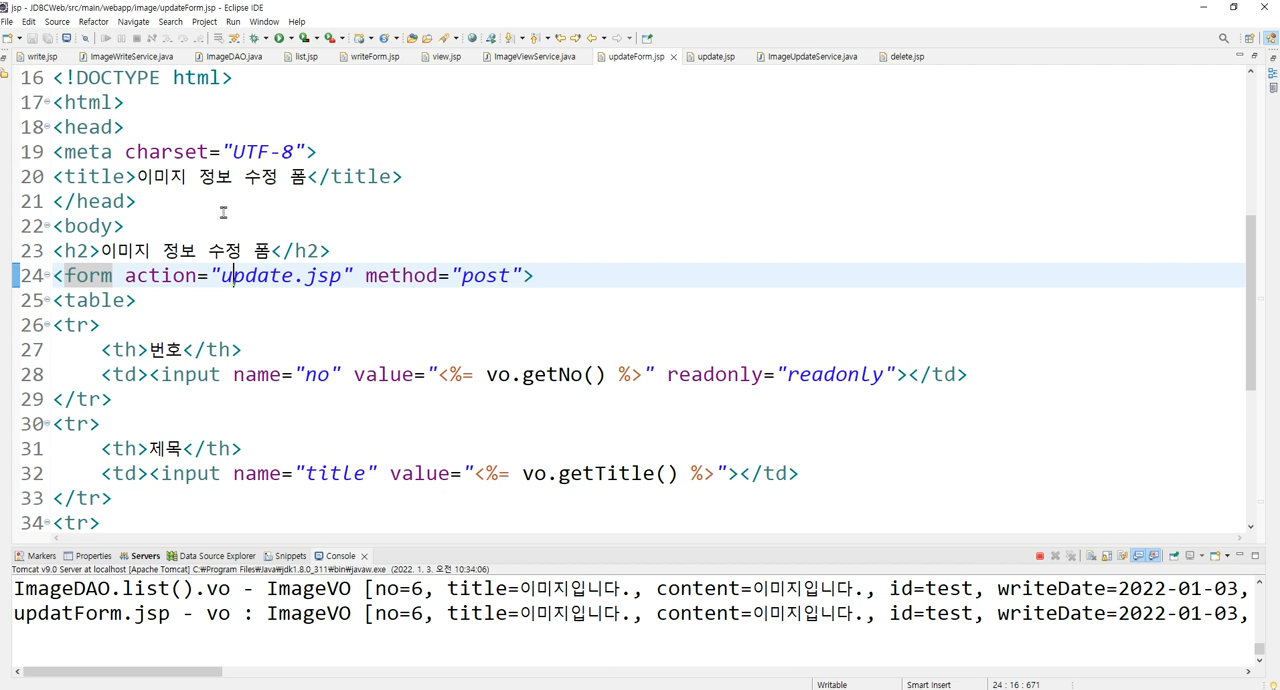 jsp - JDBCWeb/src/main/webapp/image/updateForm.jsp - Eclipse IDE
File Edit Source Refactor Navigate Search Project Run Window Help
write.jsp ImageWriteService.java ImageDAO.java list.jsp writeForm.jsp view.jsp ImageViewService.java updateForm.jsp update.jsp ImageUpdateService.java delete.jsp
16 <!DOCTYPE html>
17 <html>
18 <head>
19 <meta charset="UTF-8">
20 <title>이미지 정보 수정 폼</title>
21 </head>
22 <body>
23 <h2>이미지 정보 수정 폼</h2>
24 <form action="update.jsp" method="post">
25 <table>
26 <tr>
27 <th>번호</th>
28 <td><input name="no" value="<%= vo.getNo() %>" readonly="readonly"></td>
29 </tr>
30 <tr>
31 <th>제목</th>
32 <td><input name="title" value="<%= vo.getTitle() %>"></td>
33 </tr>
34 <tr>
Markers Properties Servers Data Source Explorer Snippets Console
Tomcat v9.0 Server at localhost [Apache Tomcat] C:₩Program Files₩Java₩jdk1.8.0_311₩bin₩javaw.exe (2022. 1. 3. 오전 10:34:06)
ImageDAO.list().vo - ImageVO [no=6, title=이미지입니다., content=이미지입니다., id=test, writeDate=2022-01-03,
updatForm.jsp - vo : ImageVO [no=6, title=이미지입니다., content=이미지입니다., id=test, writeDate=2022-01-03,
Writable Smart Insert 24 : 16 : 671